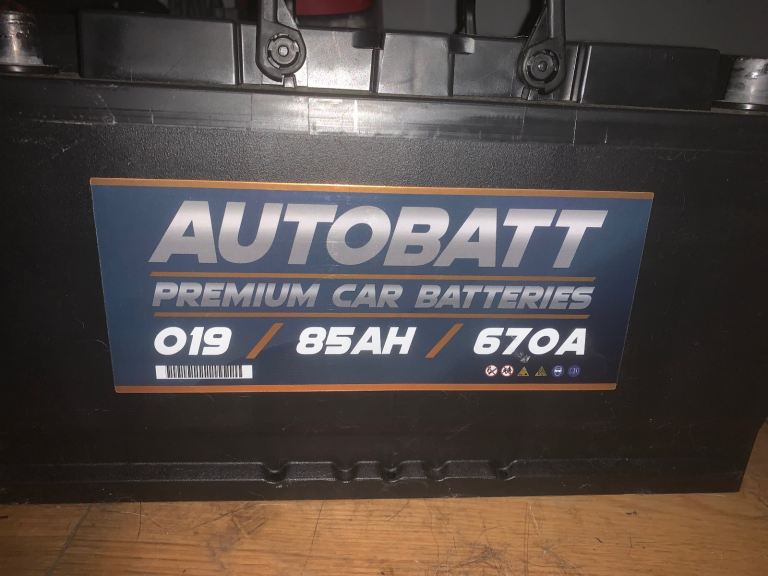 AUTOBATT
PREMIUM CAR BATTERIES
019 / 85AH / 670A